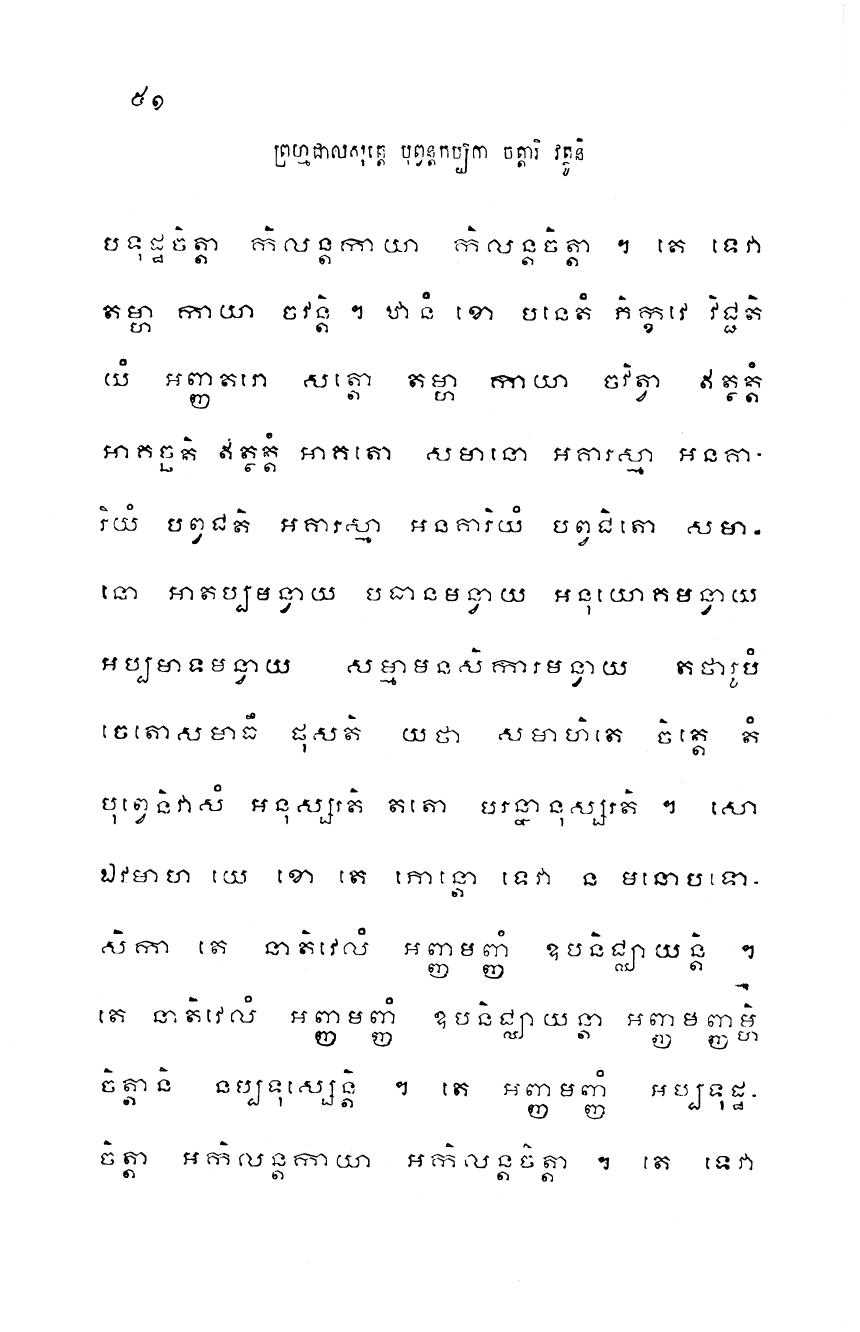 ៥១
ព្រហ្មជាលសុត្តេ បុព្វន្តកប្បិកា ចត្តារិ វត្ថូនិ
បទុដ្ឋចិត្តា កិលន្តកាយា កិលន្តចិត្តា ។ តេ ទេវា
តម្ហា កាយា ចវន្តិ ។ ឋានំ ខោ បនេតំ ភិក្ខវេ វិជ្ជតិ
យំ អញ្ញតរោ សត្តោ តម្ហា កាយា ចវិត្វា ឥត្ថត្តំ
អាគច្ឆតិ ឥត្ថត្តំ អាគតោ សមានោ អគារស្មា អនគា-
រិយំ បព្វជតិ អគារស្មា អនគារិយំ បព្វជិតោ សមា-
នោ អាតប្បមន្វាយ បធានមន្វាយ អនុយោគមន្វាយ
អប្បមាទមន្វាយ សម្មាមនសិការមន្វាយ តថារូបំ
ចេតោសមាធឹ ផុសតិ យថា សមាហិតេ ចិត្តេ តំ
បុព្វេនិវាសំ អនុស្សរតិ តតោ បរន្នានុស្សរតិ ។ សោ
ឯវមាហ យេ ខោ តេ ភោន្តោ ទេវា ន មនោបទោ-
សិកា តេ នាតិវេលំ អញ្ញមញ្ញំ ឧបនិជ្ឈាយន្តិ ។
តេ នាតិវេលំ អញ្ញមញ្ញំ ឧបនិជ្ឈាយន្តា អញ្ញមញ្ញម្ហិ
ចិត្តានិ នប្បទុស្សេន្តិ ។ តេ អញ្ញមញ្ញំ អប្បទុដ្ឋ-
ចិត្តា អកិលន្តកាយា អកិលន្តចិត្តា ។ តេ ទេវា